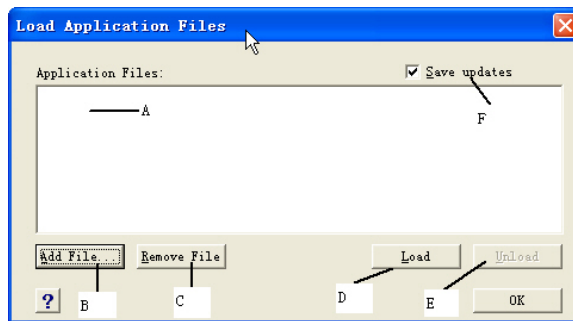 Load Application Files
Application Files:
Save updates
A
F
Add File...
Remove File
Load
Unload
?
B
C
D
E
OK